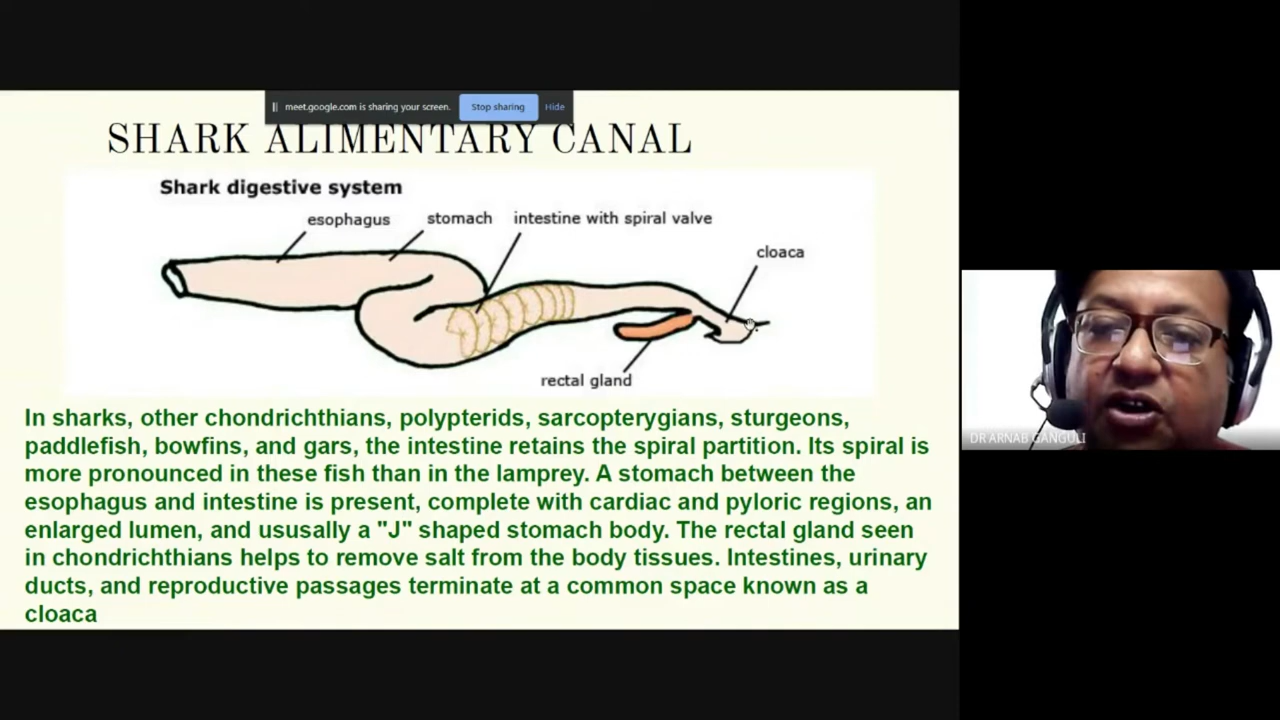 meet.google.com is sharing your screen. Stop sharing Hide
SHARK ALIMENTARY CANAL
Shark digestive system
esophagus stomach intestine with spiral valve
cloaca
rectal gland
In sharks, other chondrichthians, polypterids, sarcopterygians, sturgeons,
paddlefish, bowfins, and gars, the intestine retains the spiral partition. Its spiral is
more pronounced in these fish than in the lamprey. A stomach between the
esophagus and intestine is present, complete with cardiac and pyloric regions, an
enlarged lumen, and ususally a "J" shaped stomach body. The rectal gland seen
in chondrichthians helps to remove salt from the body tissues. Intestines, urinary
ducts, and reproductive passages terminate at a common space known as a
cloaca
DR ARNAB GANGULI